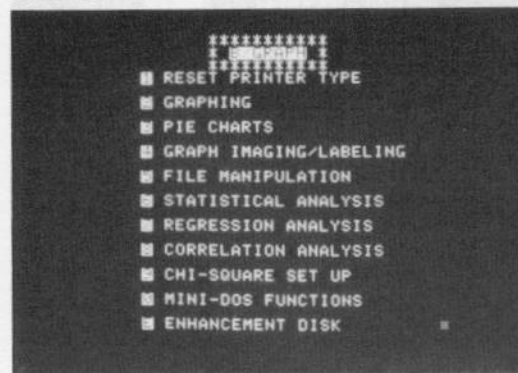 ***********
* B/GRAPH *
***********
RESET PRINTER TYPE
GRAPHING
PIE CHARTS
GRAPH IMAGING/LABELING
FILE MANIPULATION
STATISTICAL ANALYSIS
REGRESSION ANALYSIS
CORRELATION ANALYSIS
CHI-SQUARE SET UP
MINI-DOS FUNCTIONS
ENHANCEMENT DISK